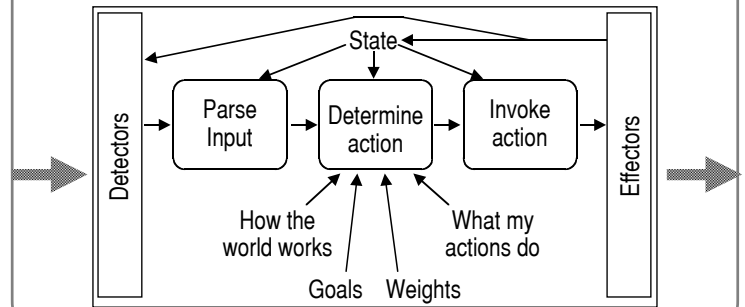 State
Detectors
Parse
Input
Determine
action
Invoke
action
Effectors
How the
world works
What my
actions do
Goals
Weights